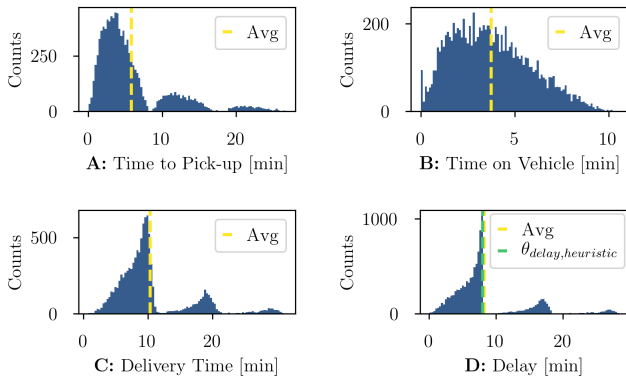 Counts
250
0
Avg
0
10
20
A: Time to Pick-up [min]
Counts
200
0
Avg
0
5
10
B: Time on Vehicle [min]
Counts
500
0
Avg
0
10
20
30
C: Delivery Time [min]
Counts
1000
0
Avg
θdelay,heuristic
0
10
20
D: Delay [min]